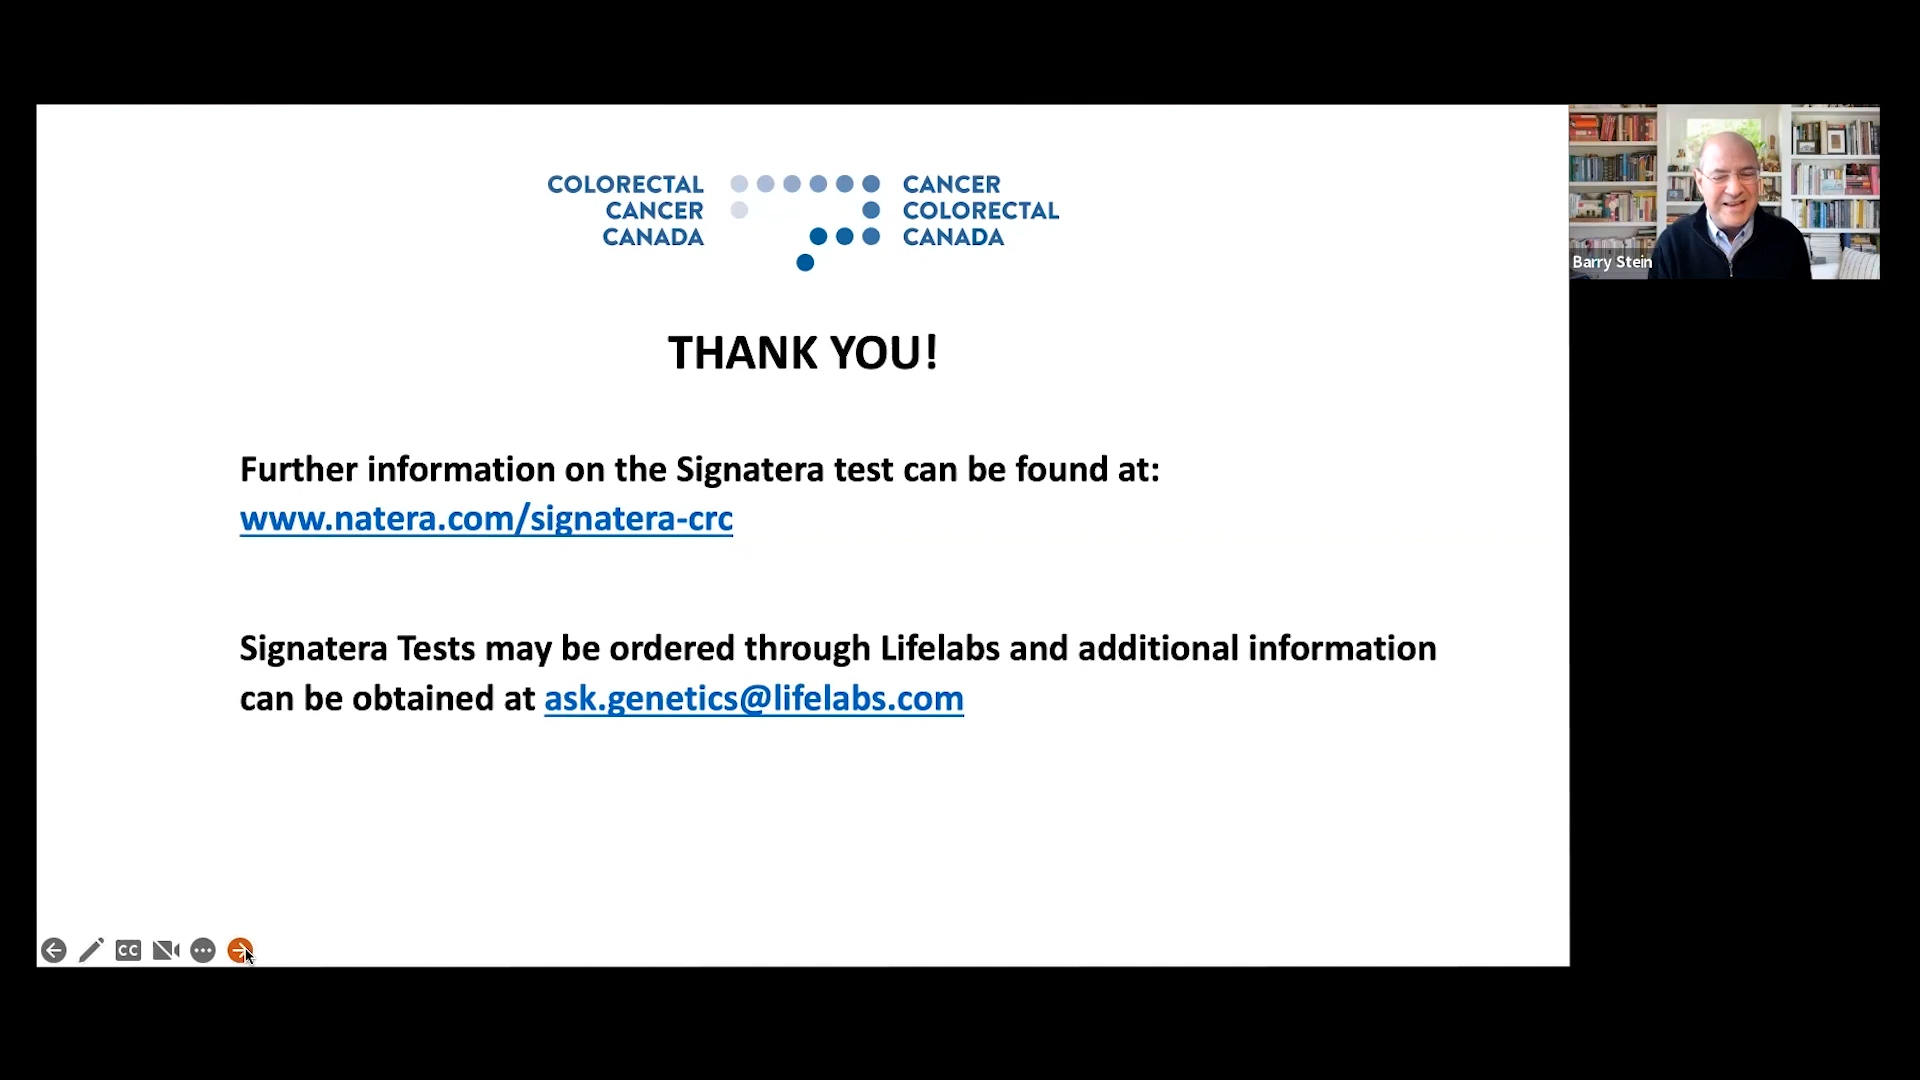 COLORECTAL
CANCER
CANADA
CANCER
COLORECTAL
CANADA
Barry Stein
THANK YOU!
Further information on the Signatera test can be found at:
www.natera.com/signatera-crc
Signatera Tests may be ordered through Lifelabs and additional information
can be obtained at ask.genetics@lifelabs.com
CC